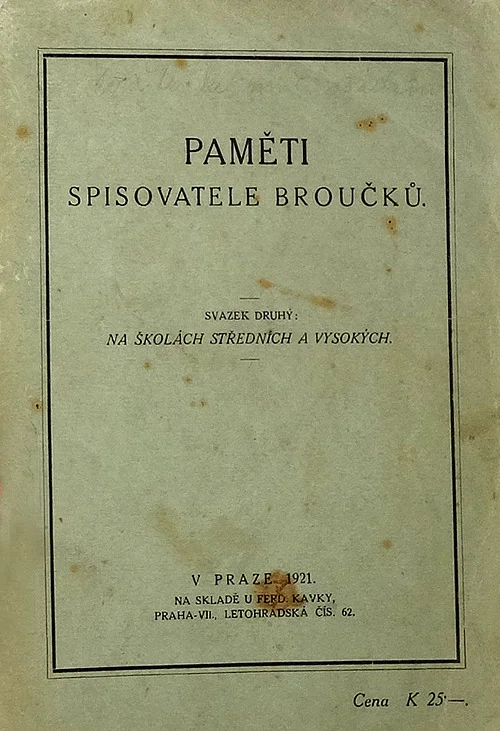 PAMĚTI
SPISOVATELE BROUČKŮ.
SVAZEK DRUHÝ:
NA ŠKOLÁCH STŘEDNÍCH A VYSOKÝCH.
V PRAZE 1921.
NA SKLADĚ U FERD. KAVKY,
PRAHA-VII., LETOHRADSKÁ ČÍS. 62.
Cena K 25·—.